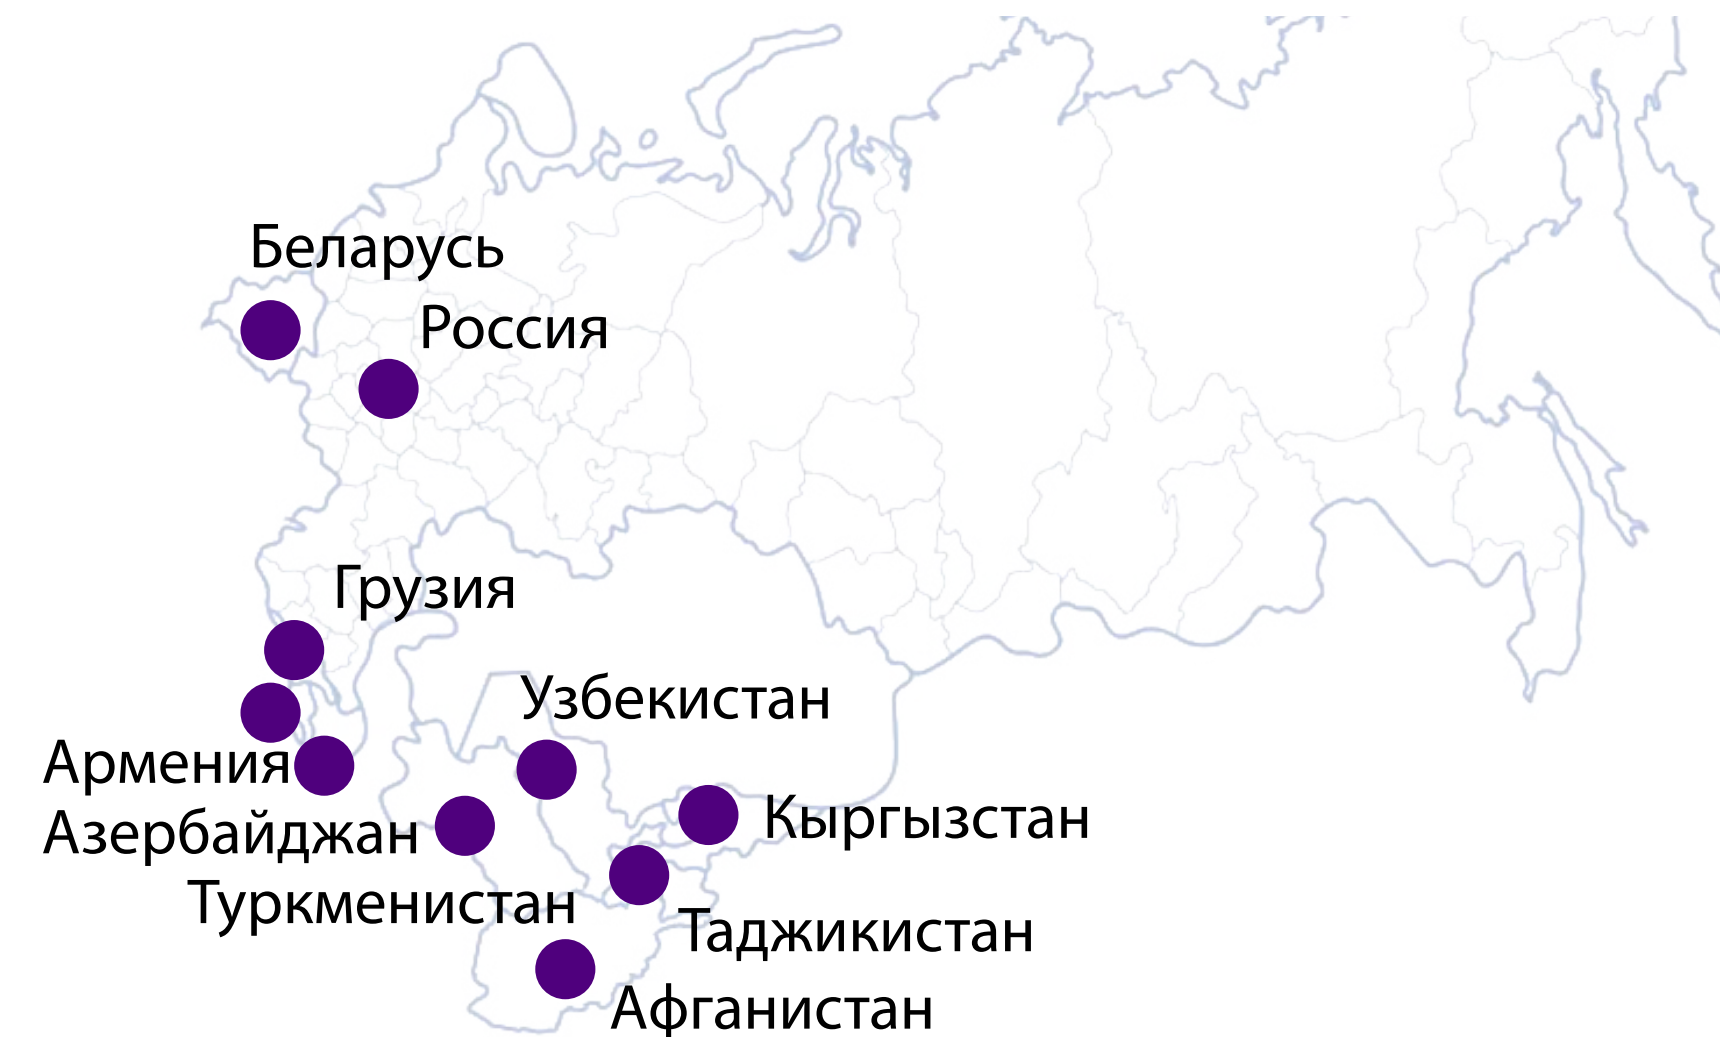 Беларусь
Россия
Грузия
Узбекистан
Армения
Кыргызстан
Азербайджан
Туркменистан
Таджикистан
Афганистан